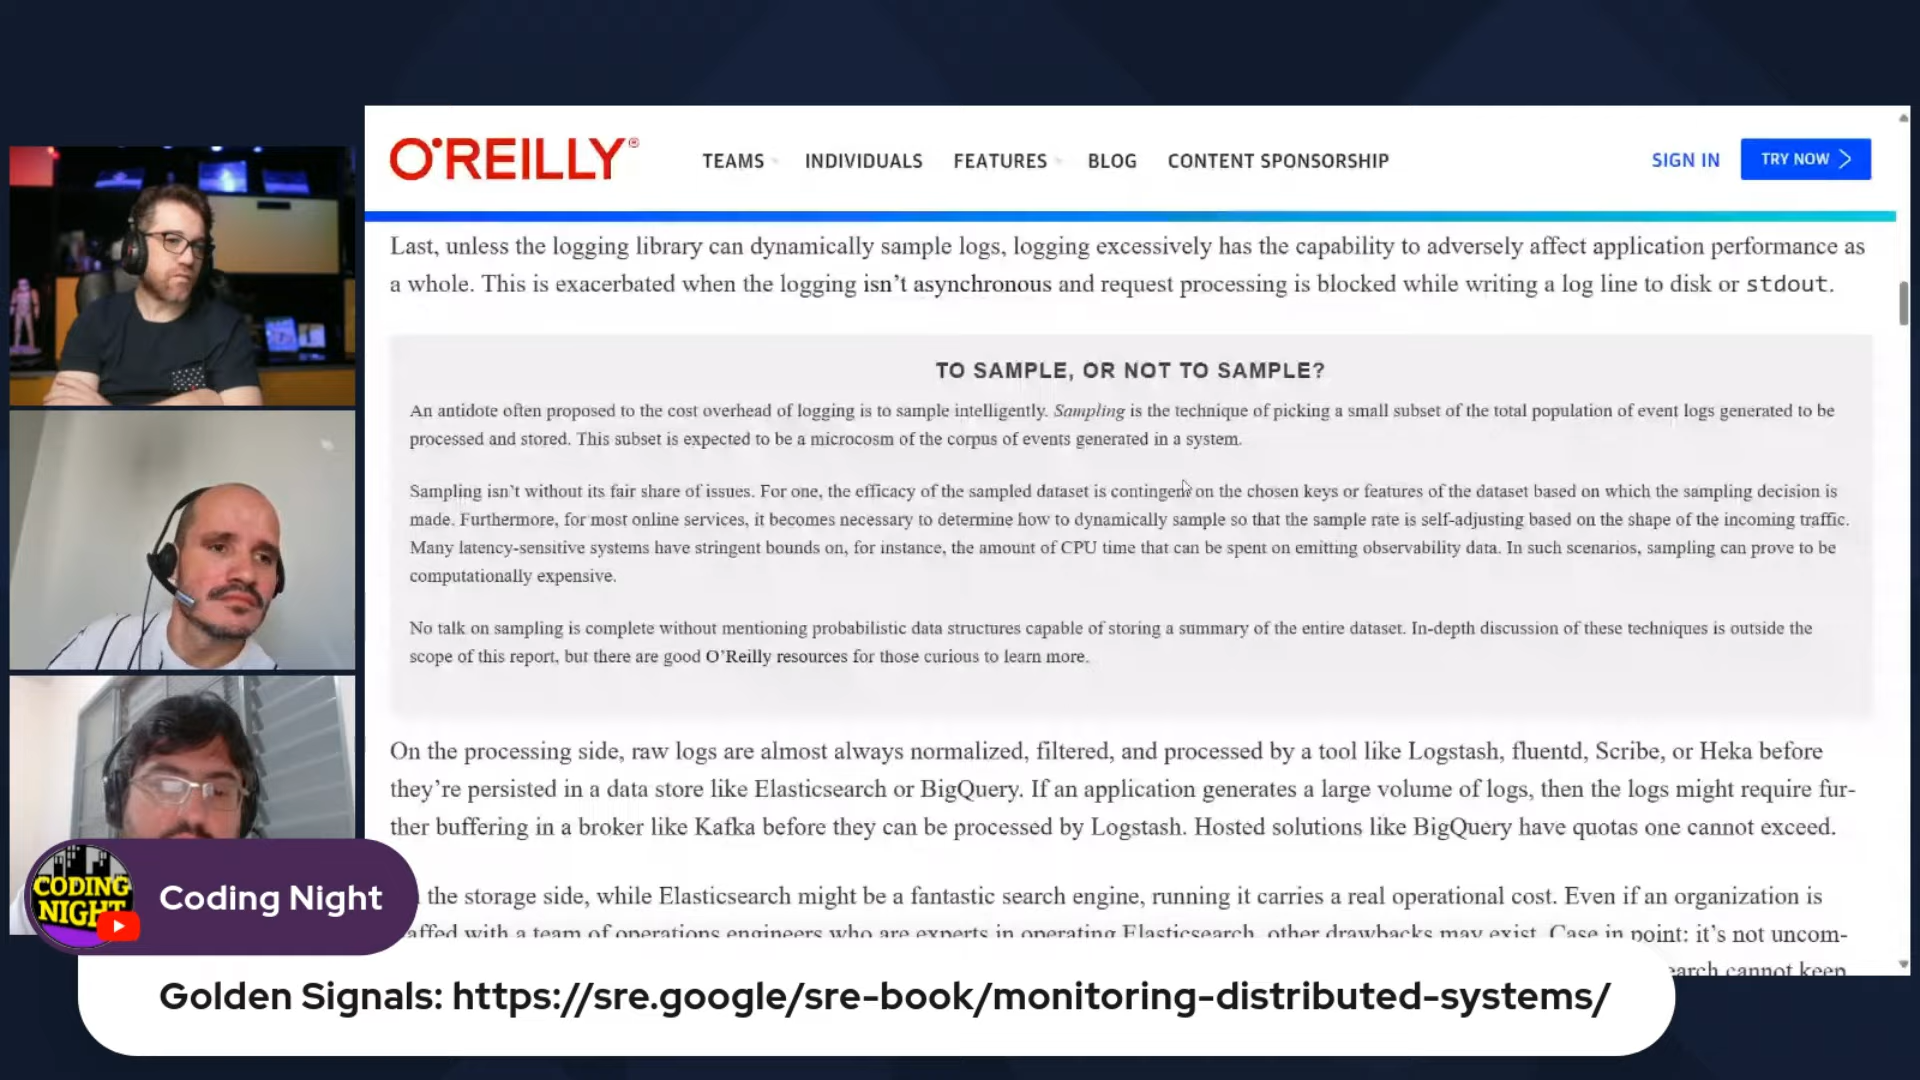 O'REILLY®
TEAMS INDIVIDUALS FEATURES BLOG CONTENT SPONSORSHIP
SIGN IN TRY NOW
Last, unless the logging library can dynamically sample logs, logging excessively has the capability to adversely affect application performance as
a whole. This is exacerbated when the logging isn't asynchronous and request processing is blocked while writing a log line to disk or stdout.
TO SAMPLE, OR NOT TO SAMPLE?
An antidote often proposed to the cost overhead of logging is to sample intelligently. Sampling is the technique of picking a small subset of the total population of event logs generated to be
processed and stored. This subset is expected to be a microcosm of the corpus of events generated in a system.
Sampling isn't without its fair share of issues. For one, the efficacy of the sampled dataset is contingent on the chosen keys or features of the dataset based on which the sampling decision is
made. Furthermore, for most online services, it becomes necessary to determine how to dynamically sample so that the sample rate is self-adjusting based on the shape of the incoming traffic.
Many latency-sensitive systems have stringent bounds on, for instance, the amount of CPU time that can be spent on emitting observability data. In such scenarios, sampling can prove to be
computationally expensive.
No talk on sampling is complete without mentioning probabilistic data structures capable of storing a summary of the entire dataset. In-depth discussion of these techniques is outside the
scope of this report, but there are good O'Reilly resources for those curious to learn more.
On the processing side, raw logs are almost always normalized, filtered, and processed by a tool like Logstash, fluentd, Scribe, or Heka before
they're persisted in a data store like Elasticsearch or BigQuery. If an application generates a large volume of logs, then the logs might require fur-
ther buffering in a broker like Kafka before they can be processed by Logstash. Hosted solutions like BigQuery have quotas one cannot exceed.
the storage side, while Elasticsearch might be a fantastic search engine, running it carries a real operational cost. Even if an organization is
affed with a team of operations engineers who are experts in operating Elasticsearch, other drawbacks may exist. Case in point: it's not uncom-
earch cannot keep
CODING
NIGHT
Coding Night
Golden Signals: https://sre.google/sre-book/monitoring-distributed-systems/